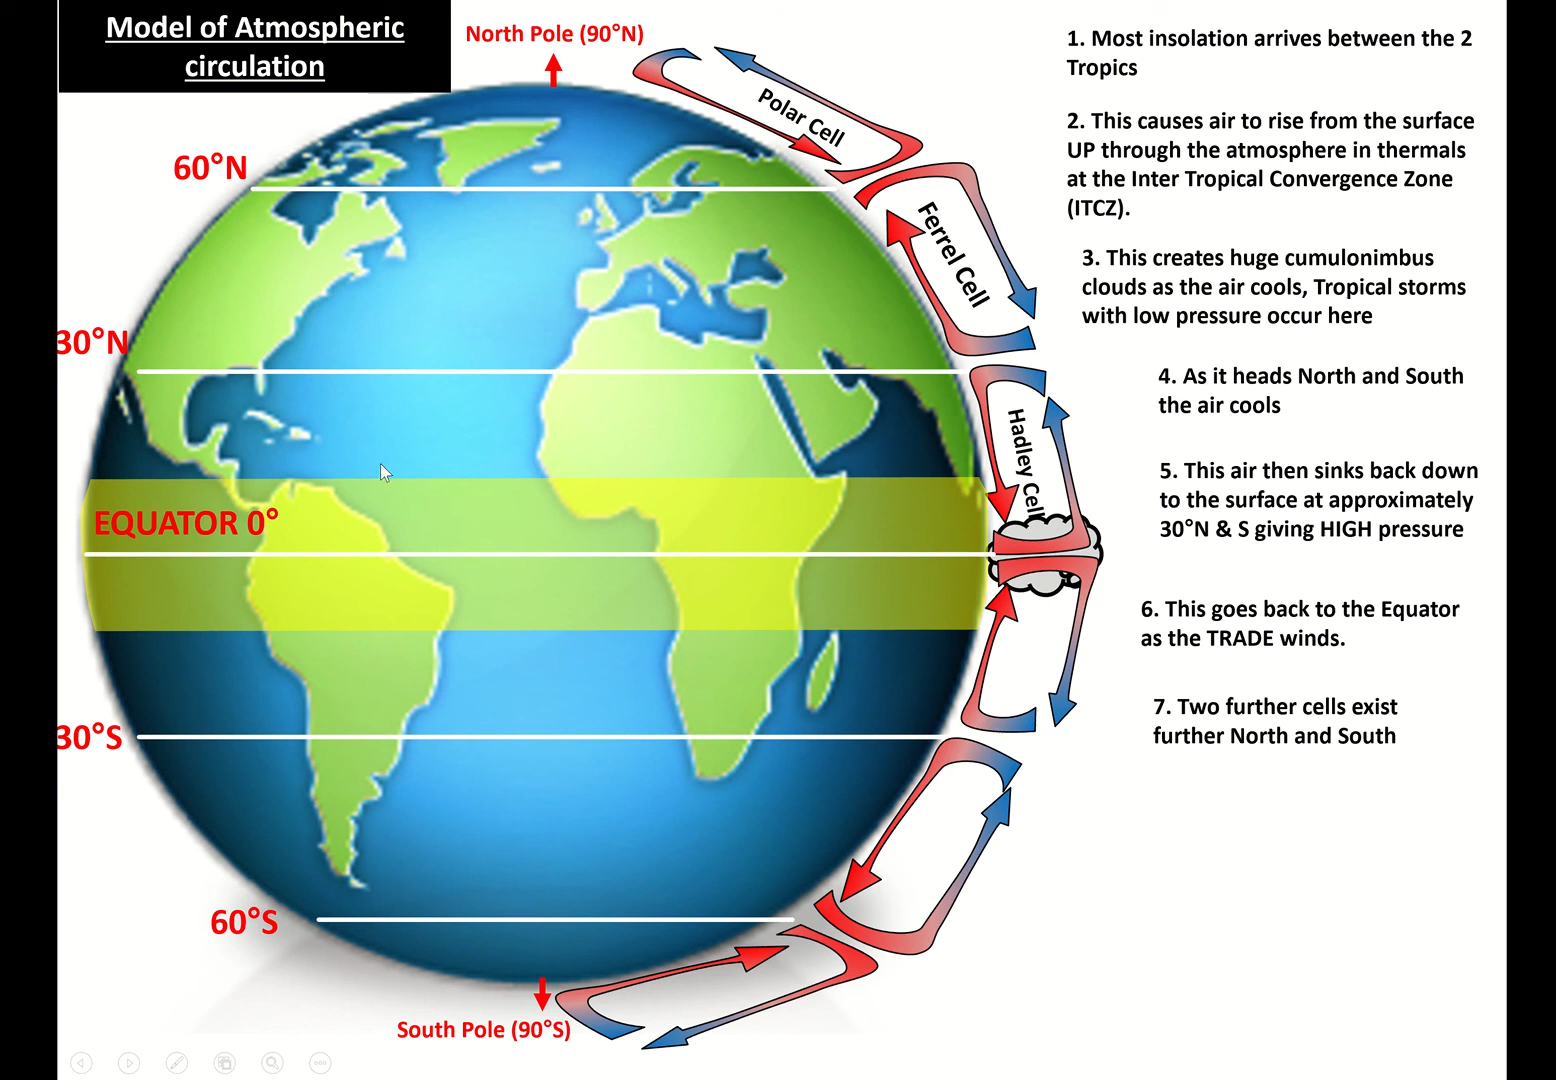 Model of Atmospheric
circulation
North Pole (90°N)
60°N
30°N
EQUATOR 0°
30°S
60°S
South Pole (90°S)
Polar Cell
Ferrel Cell
Hadley Cell
1. Most insolation arrives between the 2
Tropics
2. This causes air to rise from the surface
UP through the atmosphere in thermals
at the Inter Tropical Convergence Zone
(ITCZ).
3. This creates huge cumulonimbus
clouds as the air cools, Tropical storms
with low pressure occur here
4. As it heads North and South
the air cools
5. This air then sinks back down
to the surface at approximately
30°N & S giving HIGH pressure
6. This goes back to the Equator
as the TRADE winds.
7. Two further cells exist
further North and South